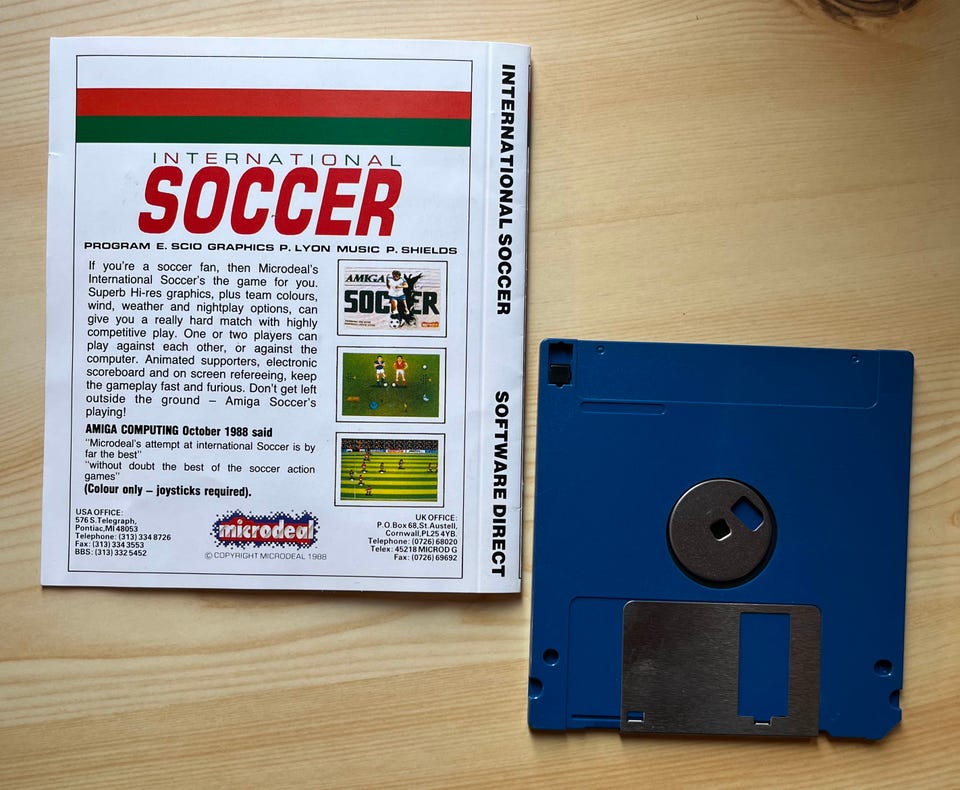 INTERNATIONAL
SOCCER
PROGRAM E. SCIO GRAPHICS P. LYON MUSIC P. SHIELDS
If you're a soccer fan, then Microdeal's
International Soccer's the game for you.
Superb Hi-res graphics, plus team colours,
wind, weather and nightplay options, can
give you a really hard match with highly
competitive play. One or two players can
play against each other, or against the
computer. Animated supporters, electronic
scoreboard and on screen refereeing, keep
the gameplay fast and furious. Don't get left
outside the ground – Amiga Soccer's
playing!
AMIGA COMPUTING October 1988 said
"Microdeal's attempt at international Soccer is by
far the best"
"without doubt the best of the soccer action
games"
(Colour only – joysticks required).
AMIGA
SOCCER
USA OFFICE:
576 S.Telegraph,
Pontiac,MI 48053
Telephone: (313) 334 8726
Fax: (313) 334 3553
BBS: (313) 332 5452
microdeal
© COPYRIGHT MICRODEAL 1988
UK OFFICE:
P.O.Box 68,St.Austell,
Cornwall,PL25 4YB.
Telephone: (0726) 68020
Telex: 45218 MICROD G
Fax: (0726) 69692
INTERNATIONAL SOCCER
SOFTWARE DIRECT